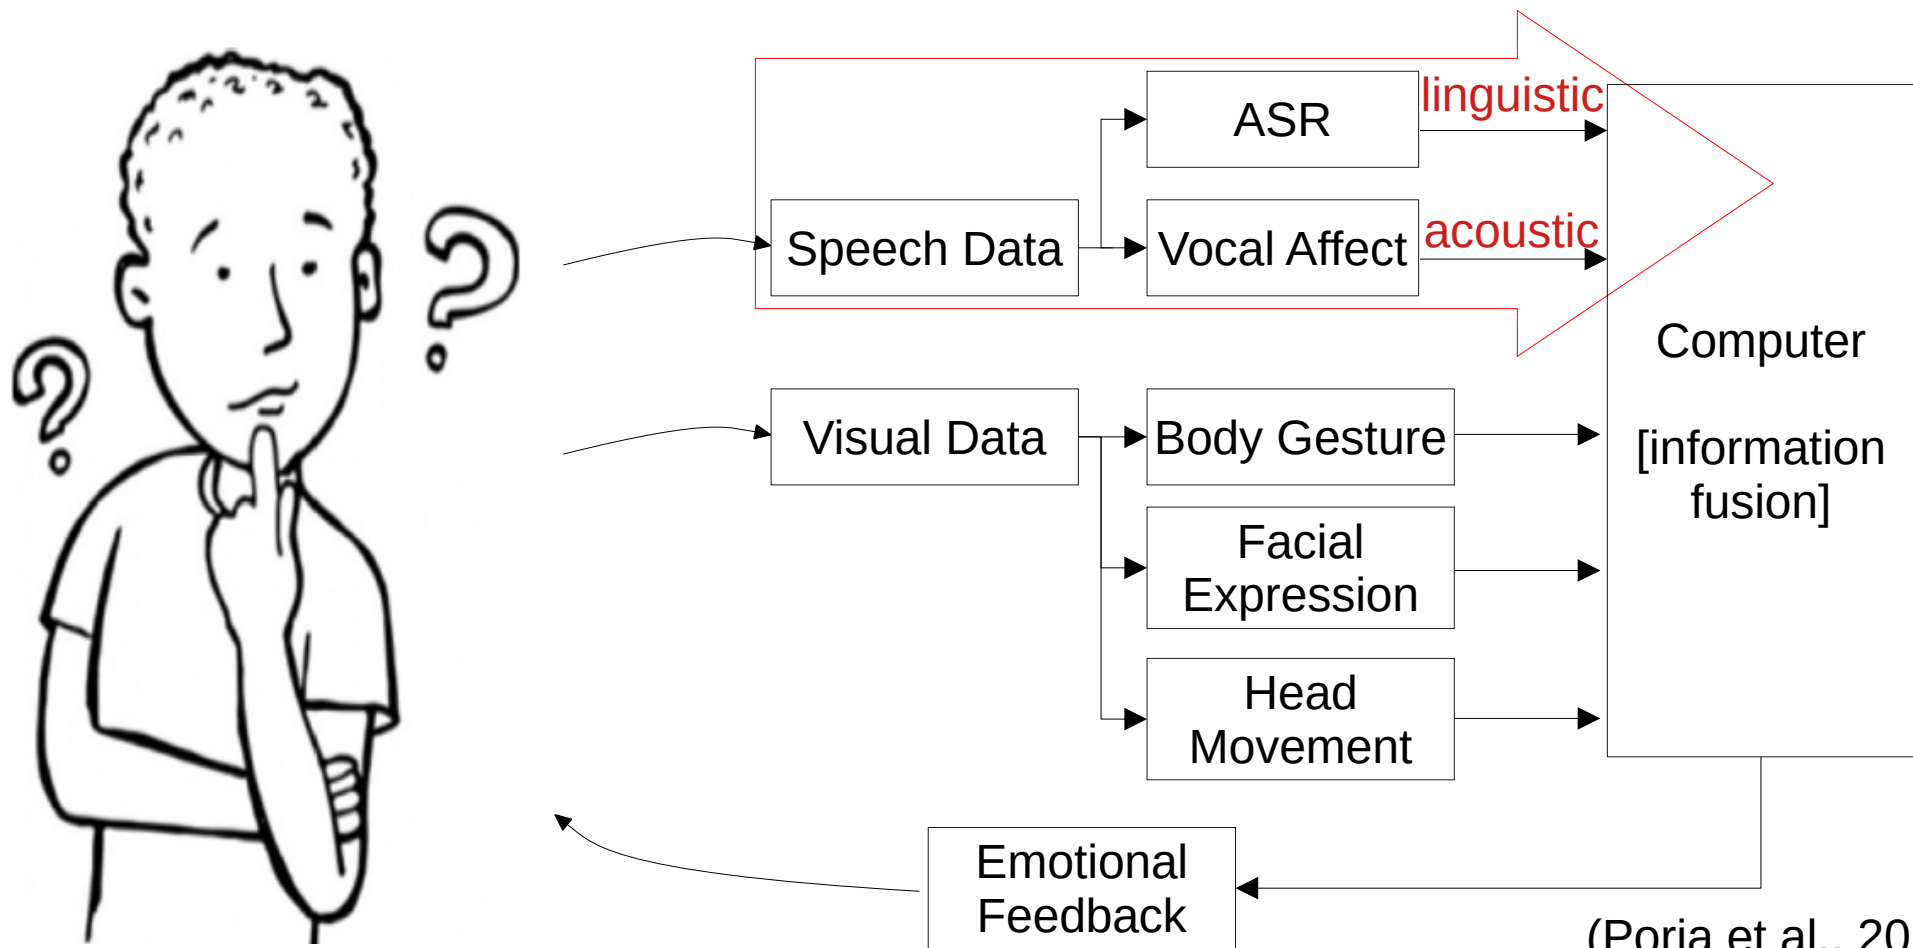 ASR
linguistic
Speech Data
Vocal Affect
acoustic
Computer
[information
fusion]
Visual Data
Body Gesture
Facial
Expression
Head
Movement
Emotional
Feedback
(Poria et al., 20